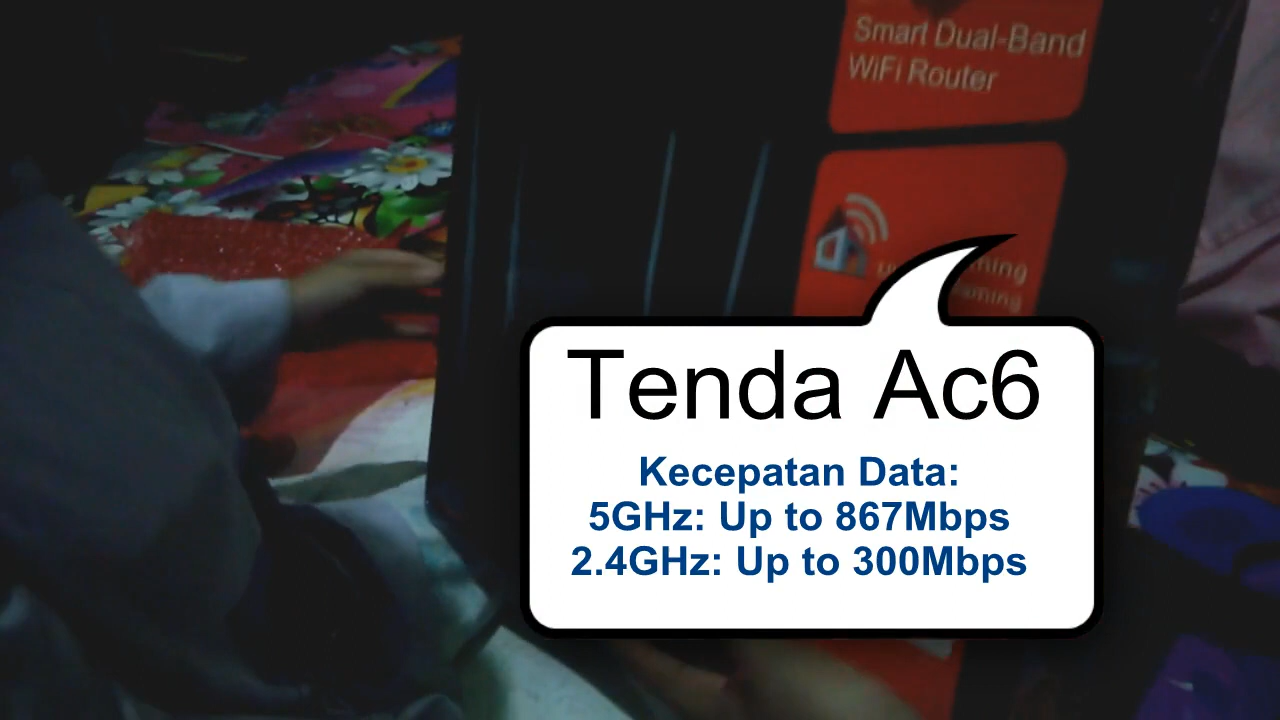 Smart Dual-Band
WiFi Router
Tenda Ac6
Kecepatan Data:
5GHz: Up to 867Mbps
2.4GHz: Up to 300Mbps